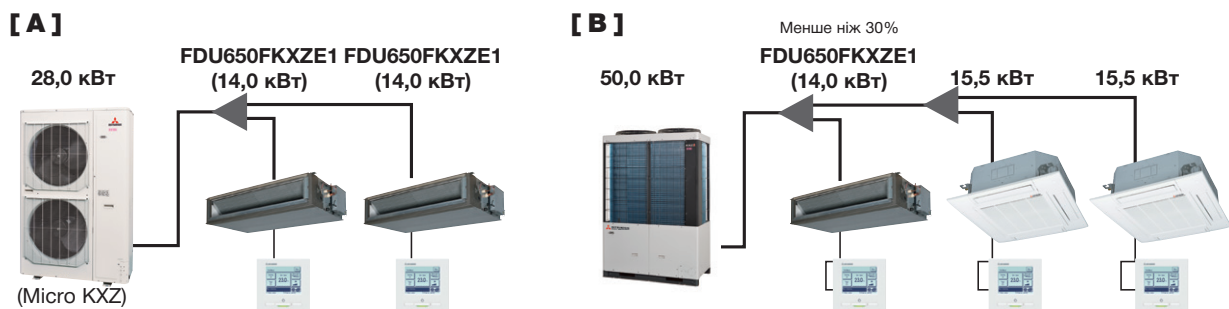 [ A ]
FDU650FKXZE1 FDU650FKXZE1
28,0 кВт (14,0 кВт) (14,0 кВт)
(Micro KXZ)
[ B ]
Менше ніж 30%
FDU650FKXZE1
50,0 кВт (14,0 кВт) 15,5 кВт 15,5 кВт